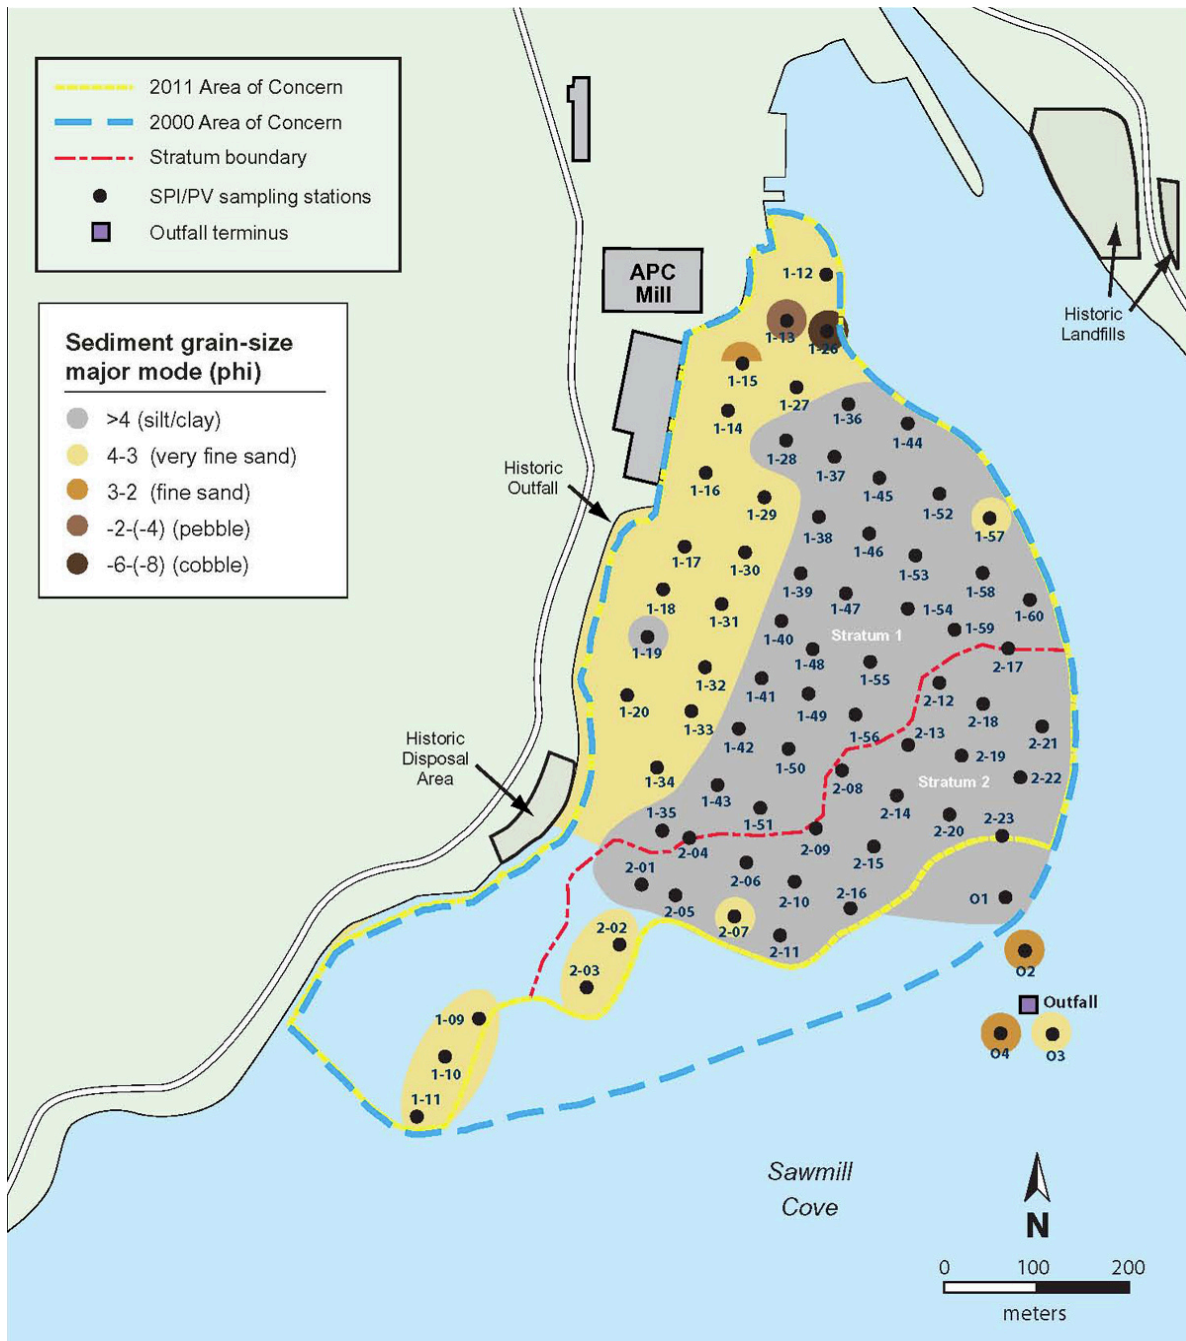 2011 Area of Concern
2000 Area of Concern
Stratum boundary
SPI/PV sampling stations
Outfall terminus
Sediment grain-size
major mode (phi)
>4 (silt/clay)
4-3 (very fine sand)
3-2 (fine sand)
-2-(-4) (pebble)
-6-(-8) (cobble)
APC
Mill
Historic
Landfills
Historic
Outfall
Historic
Disposal
Area
1-12
1-13
1-26
1-15
1-27
1-14
1-36
1-44
1-28
1-37
1-16
1-45
1-29
1-52
1-38
1-57
1-17
1-46
1-30
1-53
1-39
1-58
1-18
1-47
1-31
1-54
1-60
1-40
1-59
Stratum 1
1-19
1-48
2-17
1-55
1-32
1-41
2-12
1-20
1-49
2-18
1-33
1-56
1-42
2-13
2-21
1-50
2-19
1-34
2-08
Stratum 2
2-22
1-43
2-14
1-35
1-51
2-20
2-23
2-04
2-09
2-01
2-15
2-06
2-05
2-10
2-16
O1
2-07
2-02
2-11
2-03
O2
Outfall
1-09
O4
O3
1-10
1-11
Sawmill
Cove
N
0 100 200
meters